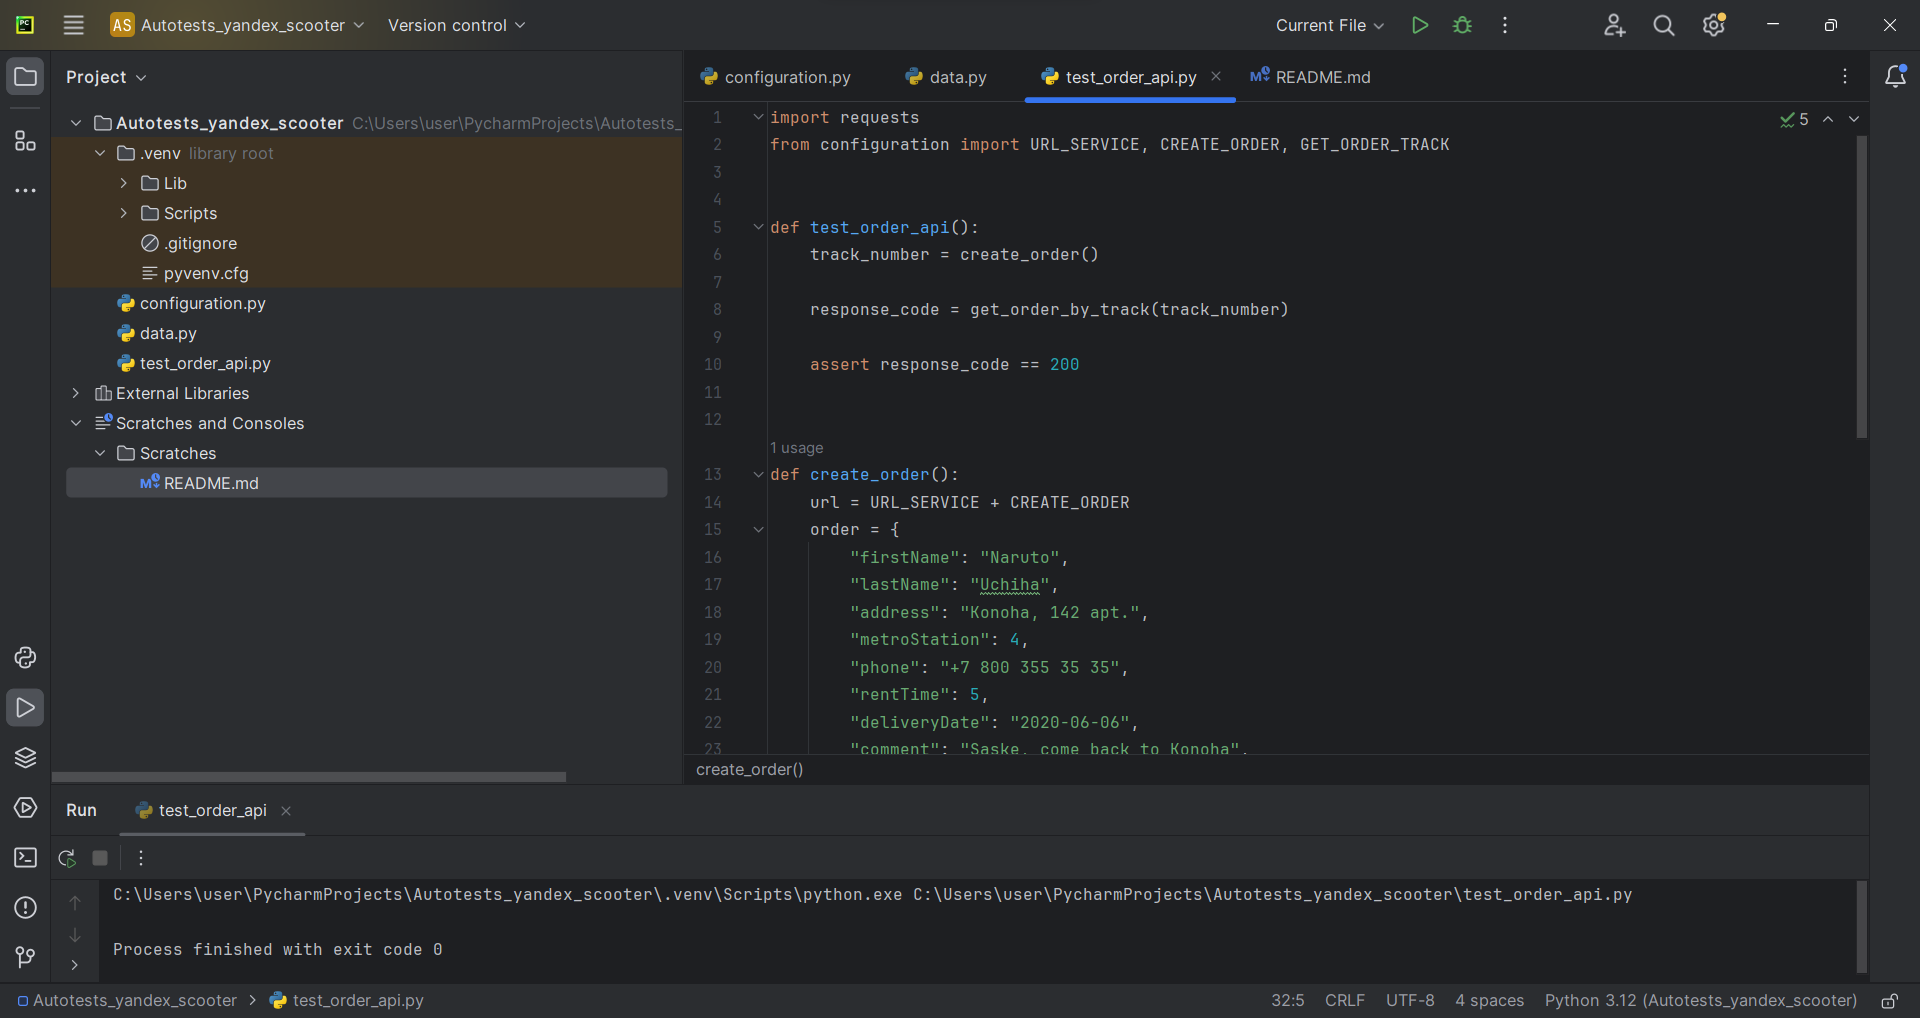 AS Autotests_yandex_scooter Version control Current File
Project
Autotests_yandex_scooter C:\Users\user\PycharmProjects\Autotests_
.venv library root
Lib
Scripts
.gitignore
pyvenv.cfg
configuration.py
data.py
test_order_api.py
External Libraries
Scratches and Consoles
Scratches
README.md
configuration.py data.py test_order_api.py README.md
5
1 import requests
2 from configuration import URL_SERVICE, CREATE_ORDER, GET_ORDER_TRACK
3
4
5 def test_order_api():
6 track_number = create_order()
7
8 response_code = get_order_by_track(track_number)
9
10 assert response_code == 200
11
12
1 usage
13 def create_order():
14 url = URL_SERVICE + CREATE_ORDER
15 order = {
16 "firstName": "Naruto",
17 "lastName": "Uchiha",
18 "address": "Konoha, 142 apt.",
19 "metroStation": 4,
20 "phone": "+7 800 355 35 35",
21 "rentTime": 5,
22 "deliveryDate": "2020-06-06",
23 "comment": "Saske, come back to Konoha",
create_order()
Run test_order_api
C:\Users\user\PycharmProjects\Autotests_yandex_scooter\.venv\Scripts\python.exe C:\Users\user\PycharmProjects\Autotests_yandex_scooter\test_order_api.py
Process finished with exit code 0
Autotests_yandex_scooter > test_order_api.py 32:5 CRLF UTF-8 4 spaces Python 3.12 (Autotests_yandex_scooter)